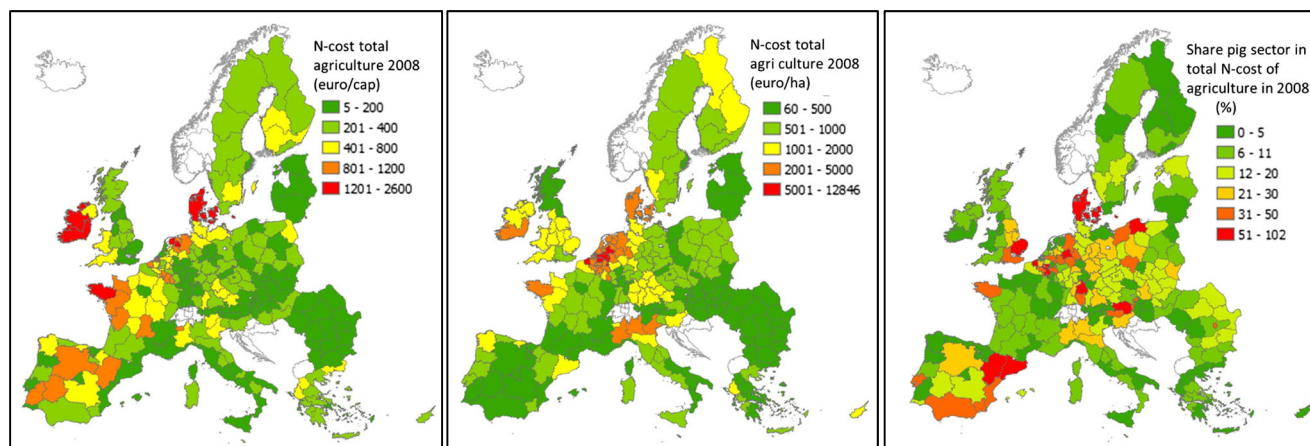 N-cost total
agriculture 2008
(euro/cap)
5 - 200
201 - 400
401 - 800
801 - 1200
1201 - 2600
N-cost total
agri culture 2008
(euro/ha)
60 - 500
501 - 1000
1001 - 2000
2001 - 5000
5001 - 12846
Share pig sector in
total N-cost of
agriculture in 2008
(%)
0 - 5
6 - 11
12 - 20
21 - 30
31 - 50
51 - 102